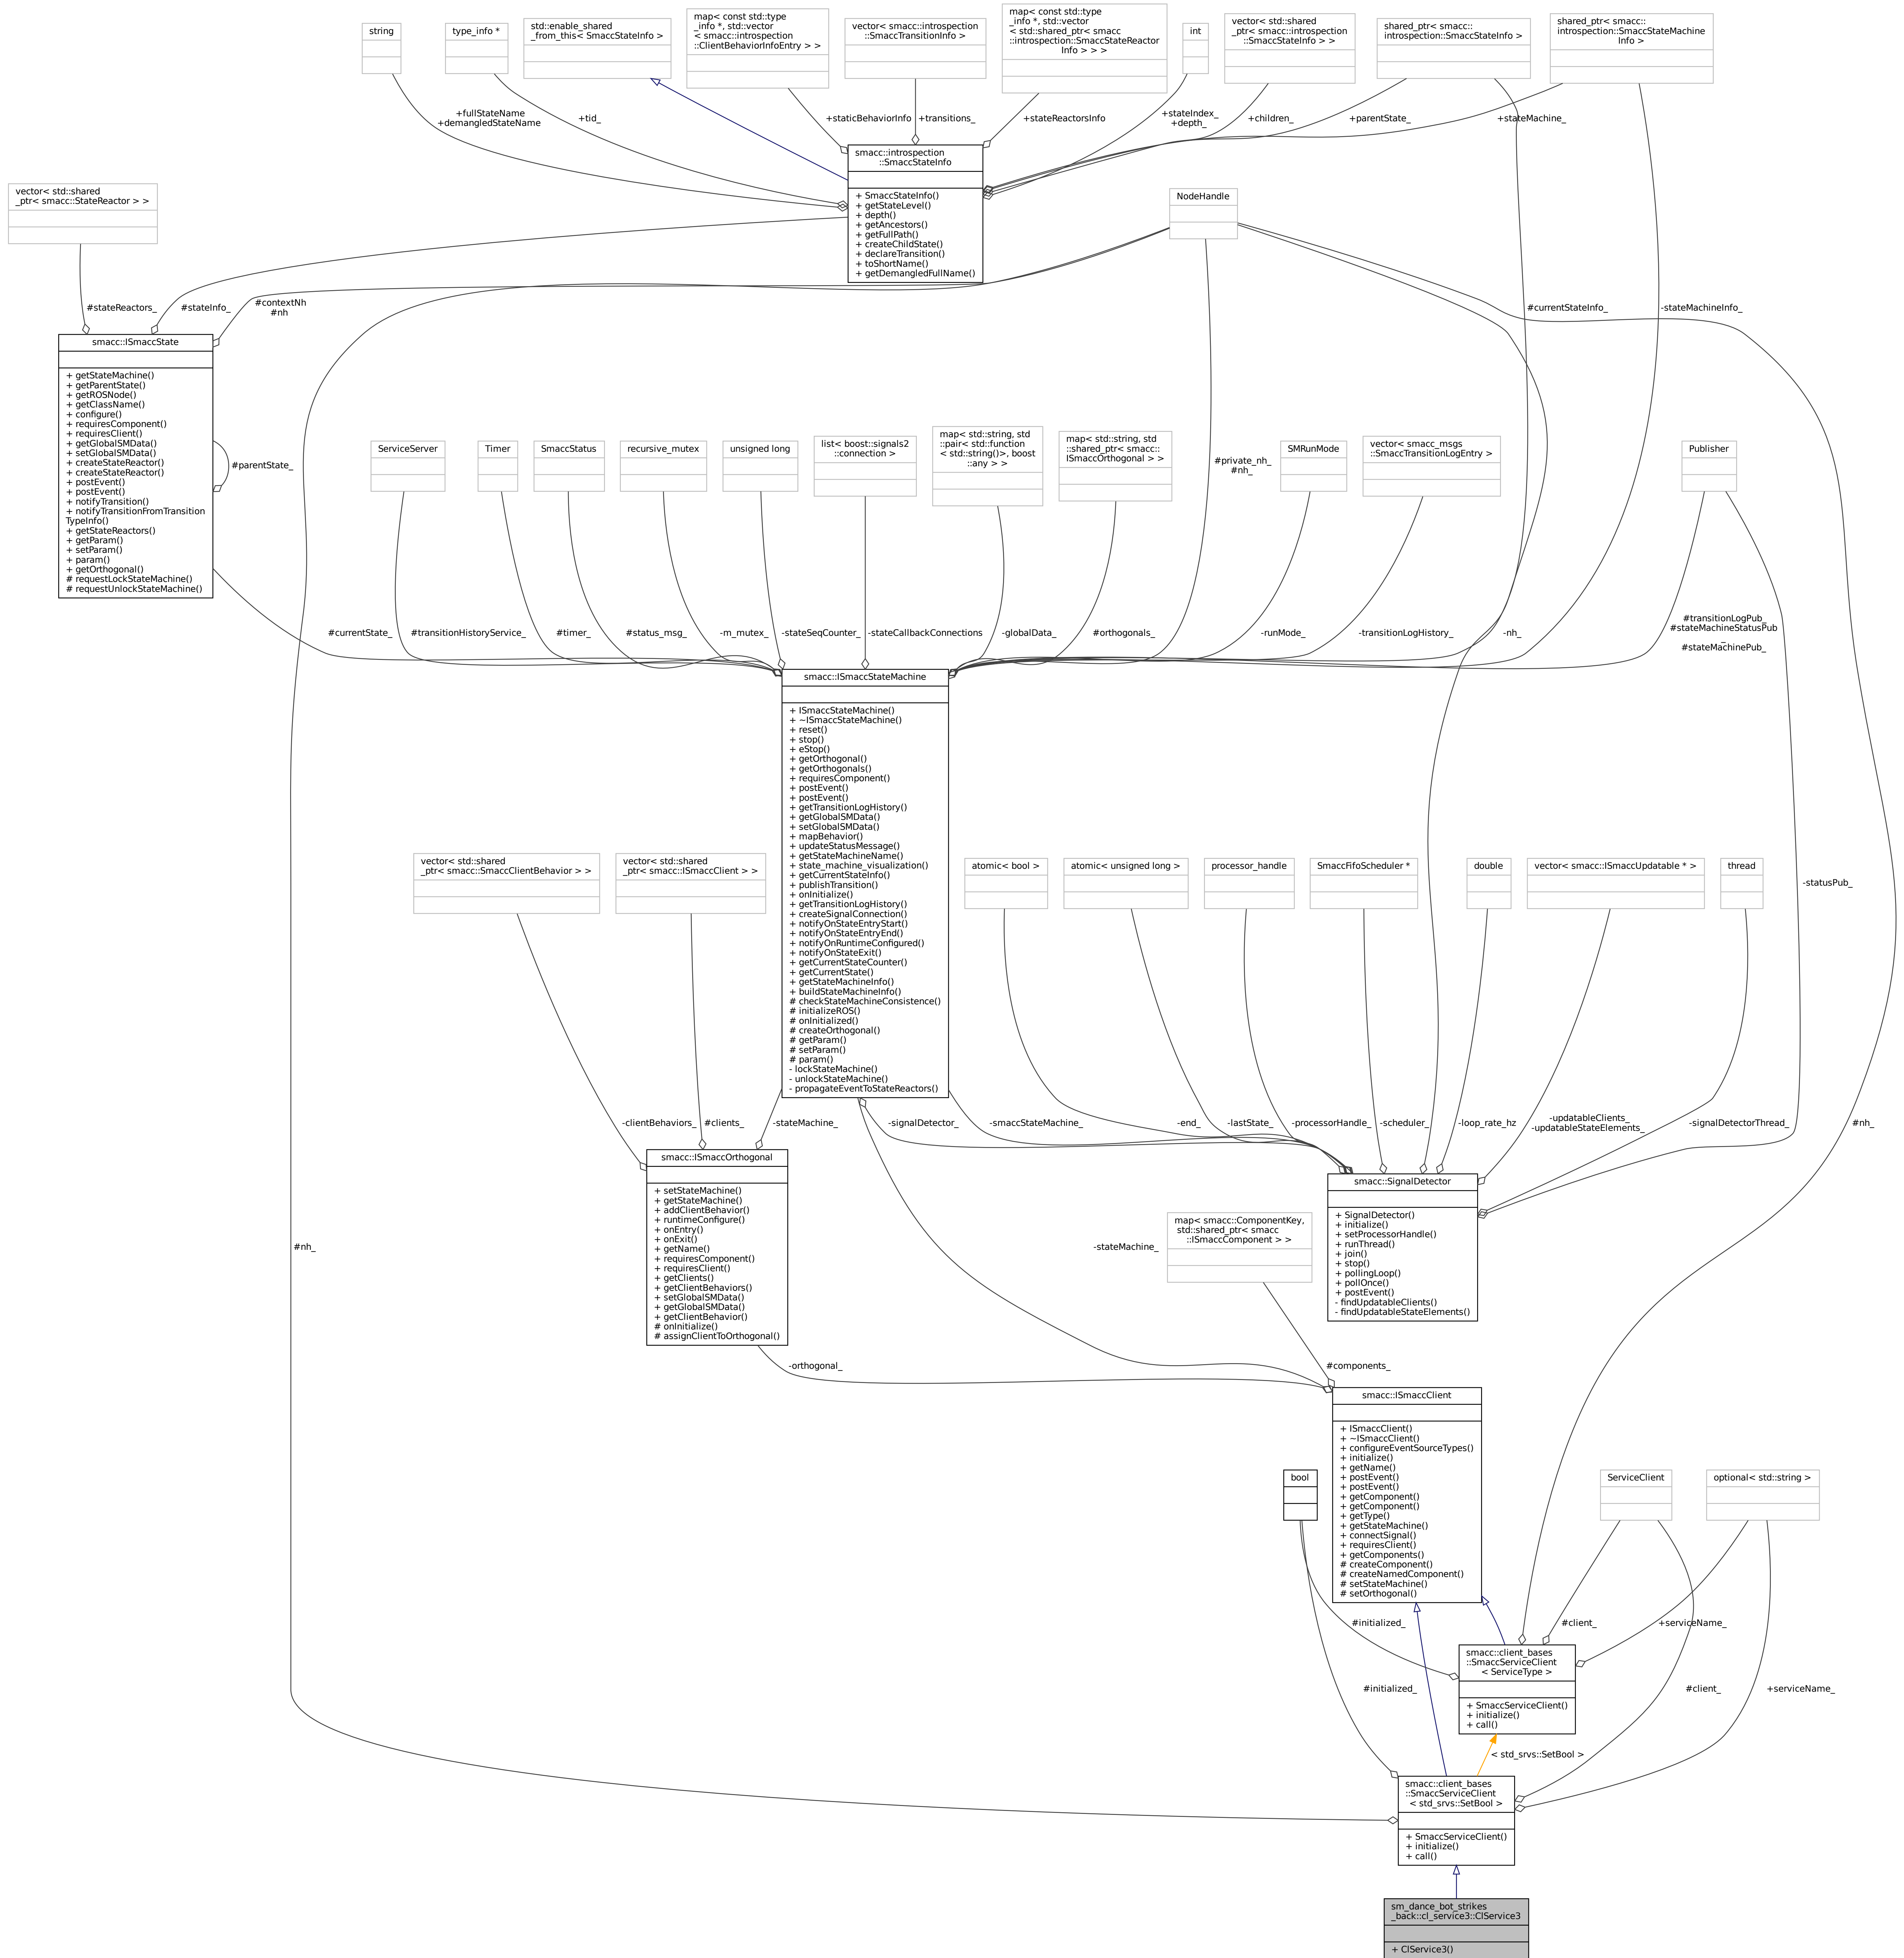 string
type_info *
std::enable_shared
_from_this< SmaccStateInfo >
map< const std::type
_info *, std::vector
< smacc::introspection
::ClientBehaviorInfoEntry > >
vector< smacc::introspection
::SmaccTransitionInfo >
map< const std::type
_info *, std::vector
< std::shared_ptr< smacc
::introspection::SmaccStateReactor
Info > > >
int
vector< std::shared
_ptr< smacc::introspection
::SmaccStateInfo > >
shared_ptr< smacc::
introspection::SmaccStateInfo >
shared_ptr< smacc::
introspection::SmaccStateMachine
Info >
+fullStateName
+demangledStateName
+tid_
+staticBehaviorInfo
+transitions_
+stateReactorsInfo
+stateIndex_
+depth_
+children_
+parentState_
+stateMachine_
smacc::introspection
::SmaccStateInfo
+ SmaccStateInfo()
+ getStateLevel()
+ depth()
+ getAncestors()
+ getFullPath()
+ createChildState()
+ declareTransition()
+ toShortName()
+ getDemangledFullName()
vector< std::shared
_ptr< smacc::StateReactor > >
NodeHandle
#stateReactors_
#stateInfo_
#contextNh
#nh
#currentStateInfo_
-stateMachineInfo_
smacc::ISmaccState
+ getStateMachine()
+ getParentState()
+ getROSNode()
+ getClassName()
+ configure()
+ requiresComponent()
+ requiresClient()
+ getGlobalSMData()
+ setGlobalSMData()
+ createStateReactor()
+ createStateReactor()
+ postEvent()
+ postEvent()
+ notifyTransition()
+ notifyTransitionFromTransition
TypeInfo()
+ getStateReactors()
+ getParam()
+ setParam()
+ param()
+ getOrthogonal()
# requestLockStateMachine()
# requestUnlockStateMachine()
#parentState_
ServiceServer
Timer
SmaccStatus
recursive_mutex
unsigned long
list< boost::signals2
::connection >
map< std::string, std
::pair< std::function
< std::string()>, boost
::any > >
map< std::string, std
::shared_ptr< smacc::
ISmaccOrthogonal > >
#private_nh_
#nh_
SMRunMode
vector< smacc_msgs
::SmaccTransitionLogEntry >
Publisher
#currentState_
#transitionHistoryService_
#timer_
#status_msg_
-m_mutex_
-stateSeqCounter_
-stateCallbackConnections
-globalData_
#orthogonals_
-runMode_
-transitionLogHistory_
-nh_
#transitionLogPub_
#stateMachineStatusPub
_
#stateMachinePub_
smacc::ISmaccStateMachine
+ ISmaccStateMachine()
+ ~ISmaccStateMachine()
+ reset()
+ stop()
+ eStop()
+ getOrthogonal()
+ getOrthogonals()
+ requiresComponent()
+ postEvent()
+ postEvent()
+ getTransitionLogHistory()
+ getGlobalSMData()
+ setGlobalSMData()
+ mapBehavior()
+ updateStatusMessage()
+ getStateMachineName()
+ state_machine_visualization()
+ getCurrentStateInfo()
+ publishTransition()
+ onInitialize()
+ getTransitionLogHistory()
+ createSignalConnection()
+ notifyOnStateEntryStart()
+ notifyOnStateEntryEnd()
+ notifyOnRuntimeConfigured()
+ notifyOnStateExit()
+ getCurrentStateCounter()
+ getCurrentState()
+ getStateMachineInfo()
+ buildStateMachineInfo()
# checkStateMachineConsistence()
# initializeROS()
# onInitialized()
# createOrthogonal()
# getParam()
# setParam()
# param()
- lockStateMachine()
- unlockStateMachine()
- propagateEventToStateReactors()
vector< std::shared
_ptr< smacc::SmaccClientBehavior > >
vector< std::shared
_ptr< smacc::ISmaccClient > >
atomic< bool >
atomic< unsigned long >
processor_handle
SmaccFifoScheduler *
double
vector< smacc::ISmaccUpdatable * >
thread
-statusPub_
-clientBehaviors_
#clients_
-stateMachine_
-signalDetector_
-smaccStateMachine_
-end_
-lastState_
-processorHandle_
-scheduler_
-loop_rate_hz
-updatableClients_
-updatableStateElements_
-signalDetectorThread_
#nh_
smacc::ISmaccOrthogonal
+ setStateMachine()
+ getStateMachine()
+ addClientBehavior()
+ runtimeConfigure()
+ onEntry()
+ onExit()
+ getName()
+ requiresComponent()
+ requiresClient()
+ getClients()
+ getClientBehaviors()
+ setGlobalSMData()
+ getGlobalSMData()
+ getClientBehavior()
# onInitialize()
# assignClientToOrthogonal()
smacc::SignalDetector
+ SignalDetector()
+ initialize()
+ setProcessorHandle()
+ runThread()
+ join()
+ stop()
+ pollingLoop()
+ pollOnce()
+ postEvent()
- findUpdatableClients()
- findUpdatableStateElements()
map< smacc::ComponentKey,
std::shared_ptr< smacc
::ISmaccComponent > >
#nh_
-stateMachine_
-orthogonal_
#components_
smacc::ISmaccClient
+ ISmaccClient()
+ ~ISmaccClient()
+ configureEventSourceTypes()
+ initialize()
+ getName()
+ postEvent()
+ postEvent()
+ getComponent()
+ getComponent()
+ getType()
+ getStateMachine()
+ connectSignal()
+ requiresClient()
+ getComponents()
# createComponent()
# createNamedComponent()
# setStateMachine()
# setOrthogonal()
bool
ServiceClient
optional< std::string >
#initialized_
#client_
+serviceName_
smacc::client_bases
::SmaccServiceClient
< ServiceType >
+ SmaccServiceClient()
+ initialize()
+ call()
#initialized_
#client_
+serviceName_
< std_srvs::SetBool >
smacc::client_bases
::SmaccServiceClient
< std_srvs::SetBool >
+ SmaccServiceClient()
+ initialize()
+ call()
sm_dance_bot_strikes
_back::cl_service3::ClService3
+ ClService3()